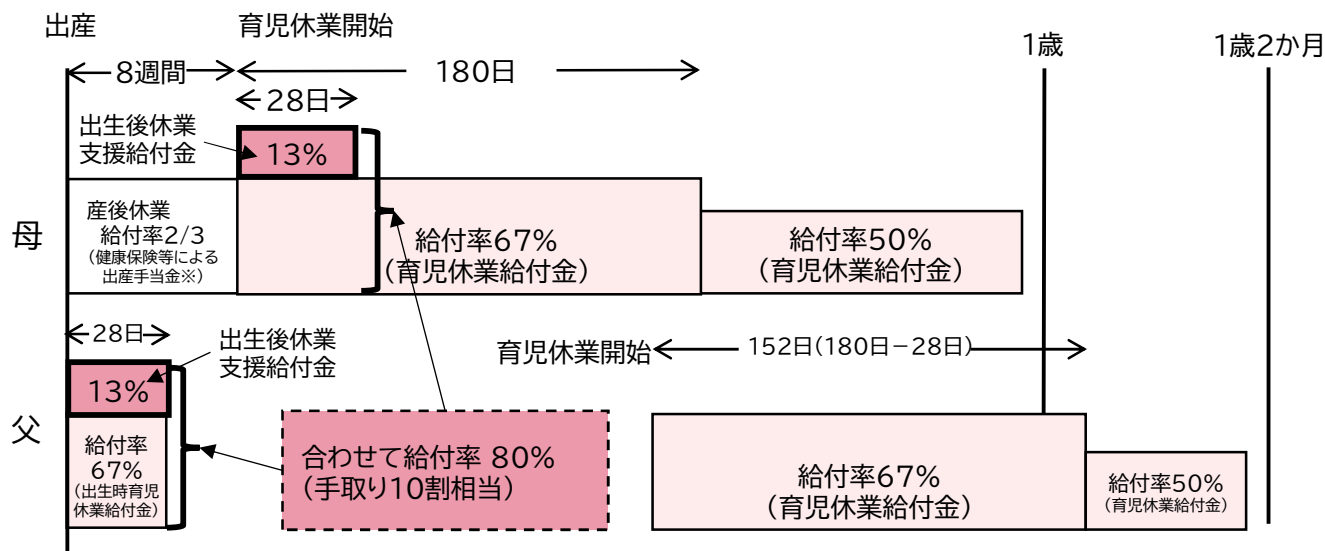 出産
育児休業開始
1歳
1歳2か月
8週間
180日
28日
出生後休業
支援給付金
13%
母
産後休業
給付率2/3
(健康保険等による
出産手当金※)
給付率67%
(育児休業給付金)
給付率50%
(育児休業給付金)
28日
出生後休業
支援給付金
育児休業開始
152日(180日－28日)
13%
父
給付率
67%
(出生時育児
休業給付金)
合わせて給付率 80%
(手取り10割相当)
給付率67%
(育児休業給付金)
給付率50%
(育児休業給付金)